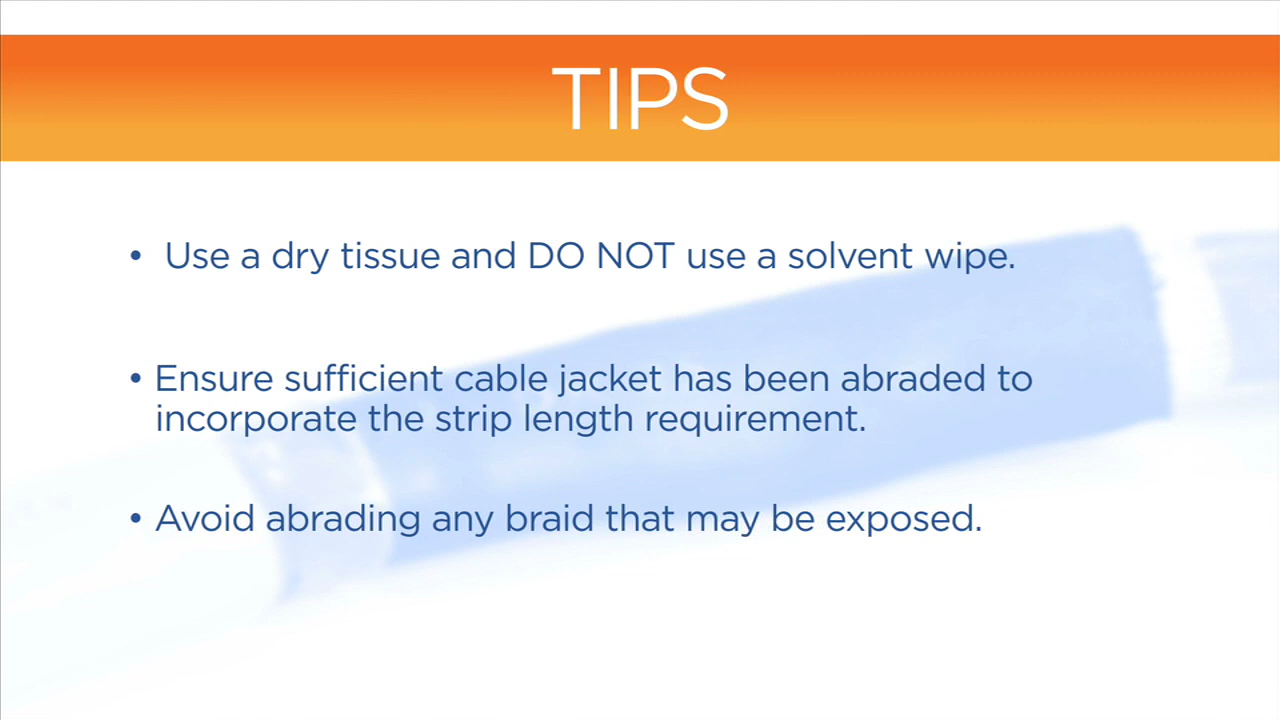 TIPS
• Use a dry tissue and DO NOT use a solvent wipe.
• Ensure sufficient cable jacket has been abraded to
incorporate the strip length requirement.
• Avoid abrading any braid that may be exposed.